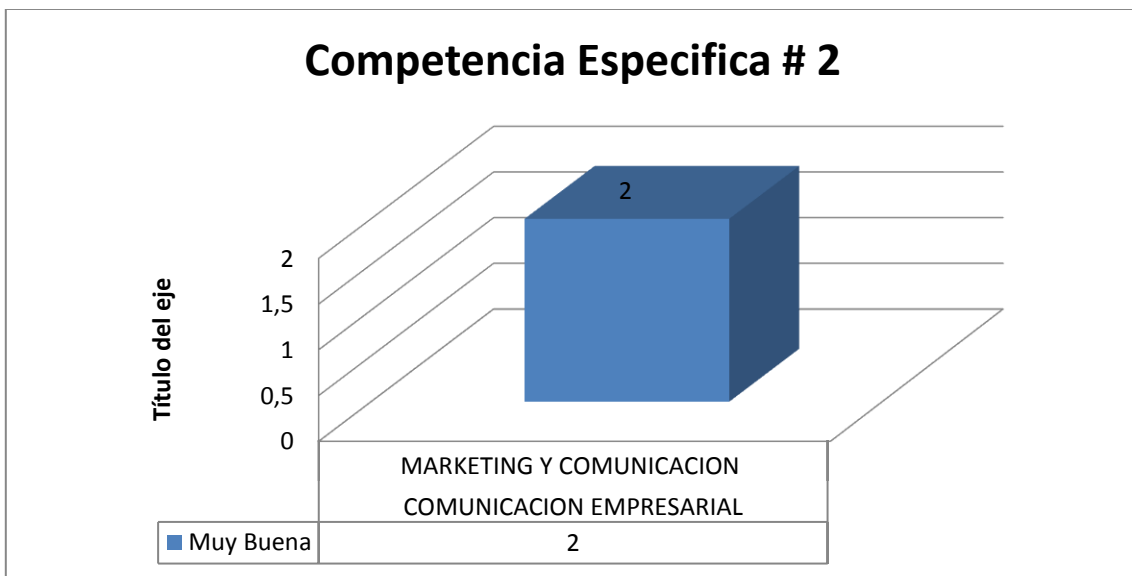 Competencia Especifica # 2
2
Título del eje
2
1,5
1
0,5
0
MARKETING Y COMUNICACION
COMUNICACION EMPRESARIAL
Muy Buena 2